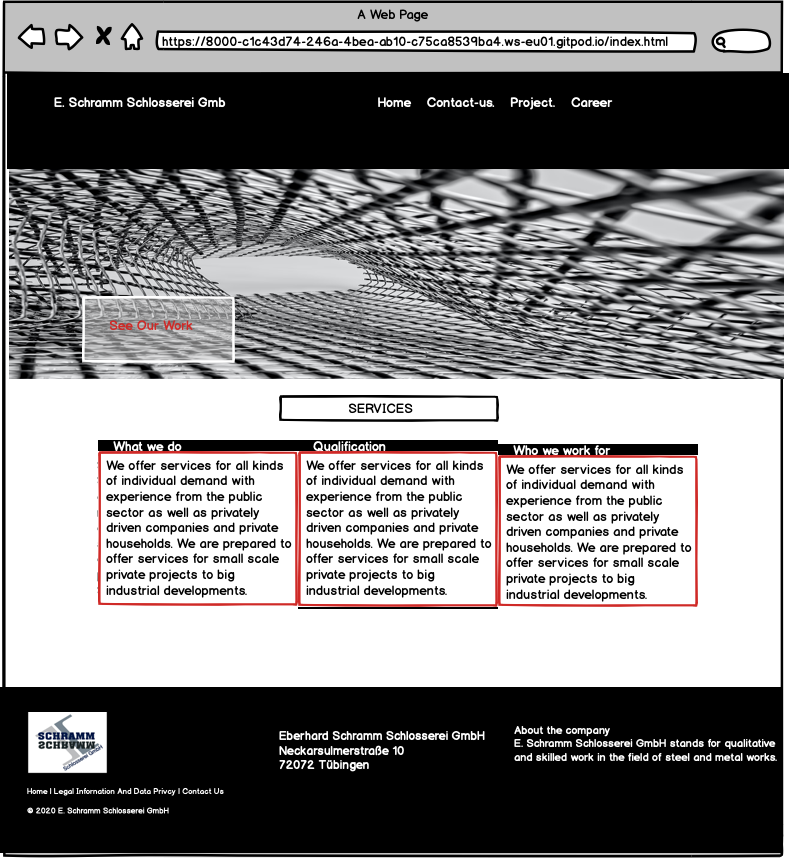 A Web Page
https://8000-c1c43d74-246a-4bea-ab10-c75ca8539ba4.ws-eu01.gitpod.io/index.html
E. Schramm Schlosserei Gmb
Home Contact-us. Project. Career
See Our Work
SERVICES
What we do
We offer services for all kinds
of individual demand with
experience from the public
sector as well as privately
driven companies and private
households. We are prepared to
offer services for small scale
private projects to big
industrial developments.
Qualification
We offer services for all kinds
of individual demand with
experience from the public
sector as well as privately
driven companies and private
households. We are prepared to
offer services for small scale
private projects to big
industrial developments.
Who we work for
We offer services for all kinds
of individual demand with
experience from the public
sector as well as privately
driven companies and private
households. We are prepared to
offer services for small scale
private projects to big
industrial developments.
SCHRAMM
SCHRAMM
Schlosserei GmbH
Home I Legal Infornation And Data Privcy I Contact Us
© 2020 E. Schramm Schlosserei GmbH
Eberhard Schramm Schlosserei GmbH
Neckarsulmerstraße 10
72072 Tübingen
About the company
E. Schramm Schlosserei GmbH stands for qualitative
and skilled work in the field of steel and metal works.